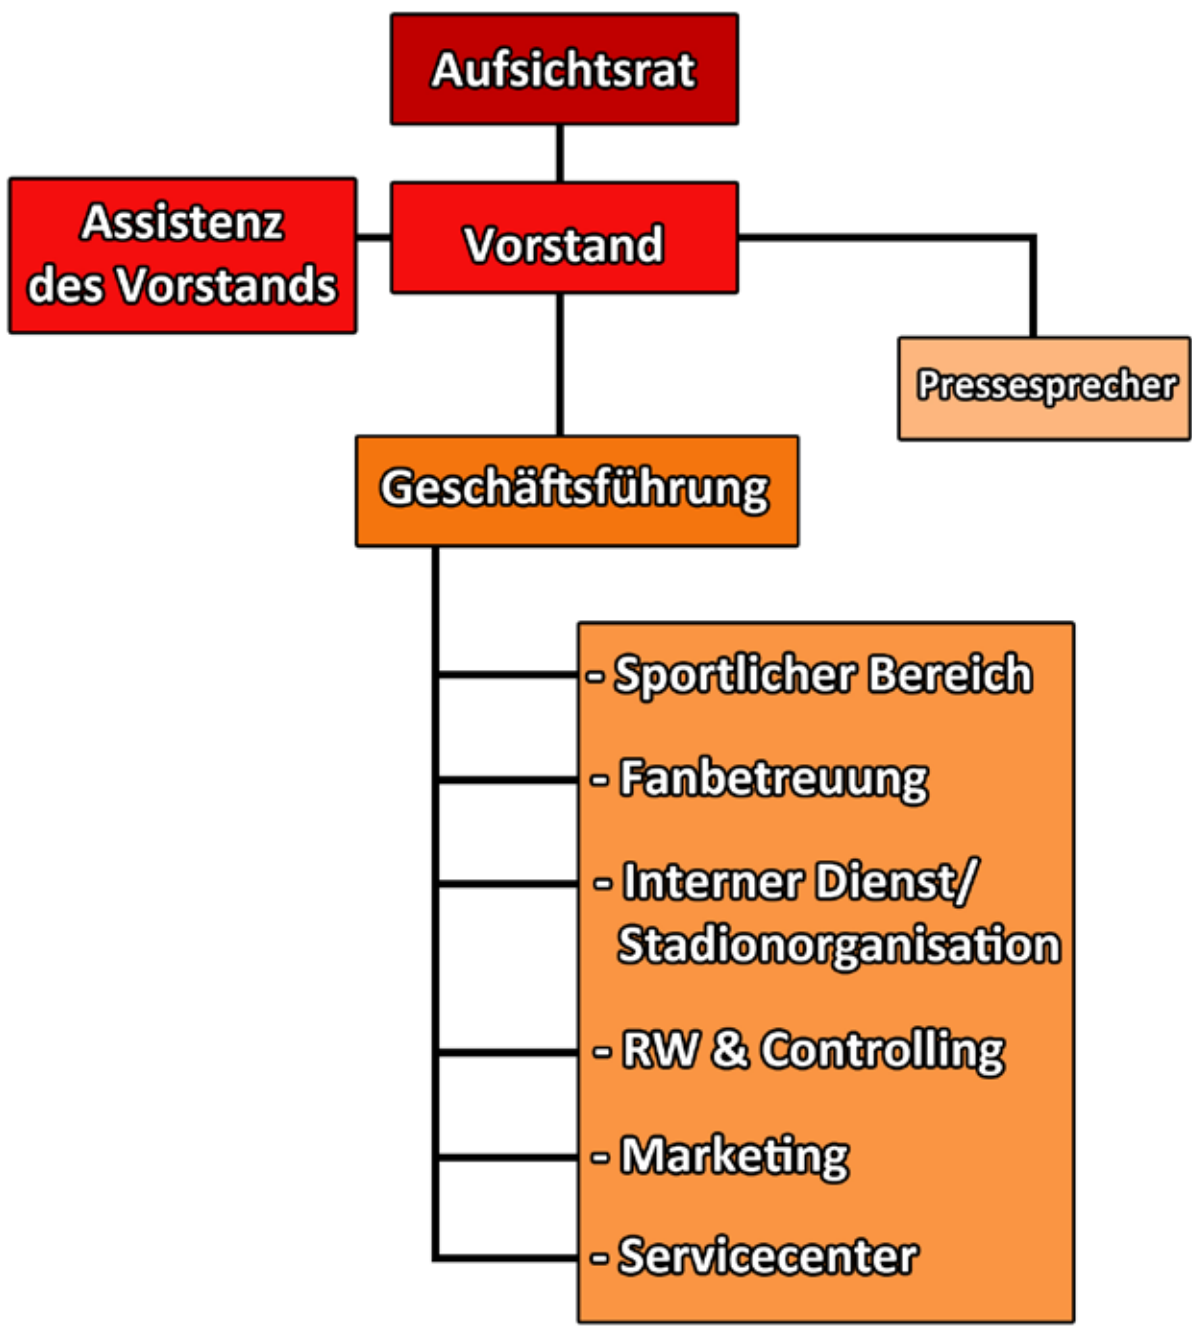 Aufsichtsrat
Assistenz
des Vorstands
Vorstand
Pressesprecher
Geschäftsführung
- Sportlicher Bereich
- Fanbetreuung
- Interner Dienst/
Stadionorganisation
- RW & Controlling
- Marketing
- Servicecenter